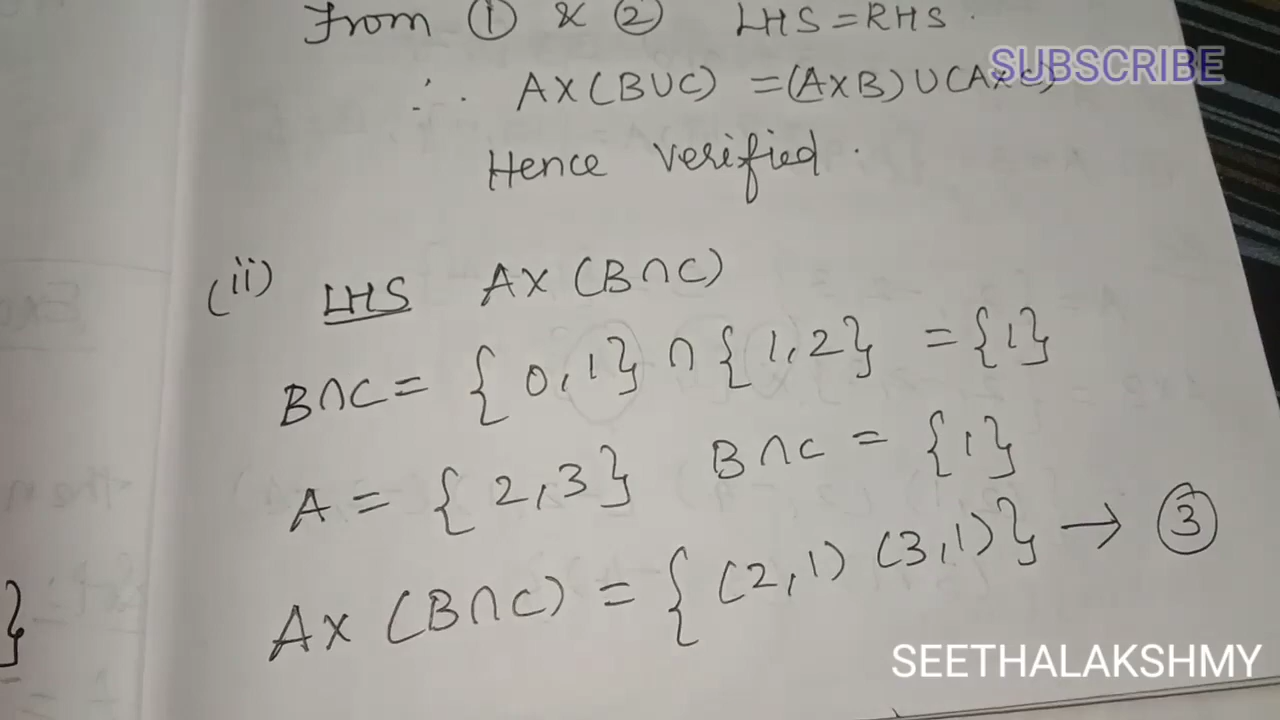 From ① & ② LHS = RHS.
SUBSCRIBE
∴ A×(B∪C) = (A×B)∪(A×C)
Hence verified.
(ii) LHS A×(B∩C)
B∩C = {0,1} ∩ {1,2} = {1}
A = {2,3} B∩C = {1}
A×(B∩C) = {(2,1) (3,1)} → ③
}
SEETHALAKSHMY